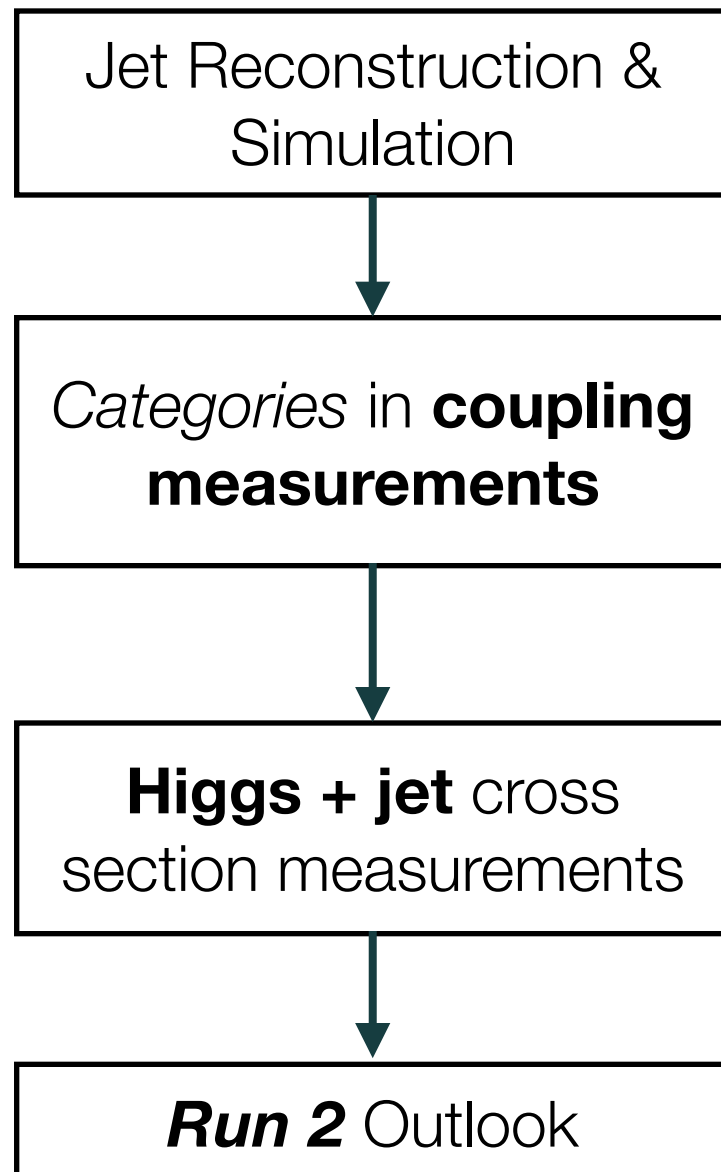 Jet Reconstruction &
Simulation
Categories in coupling
measurements
Higgs + jet cross
section measurements
Run 2 Outlook